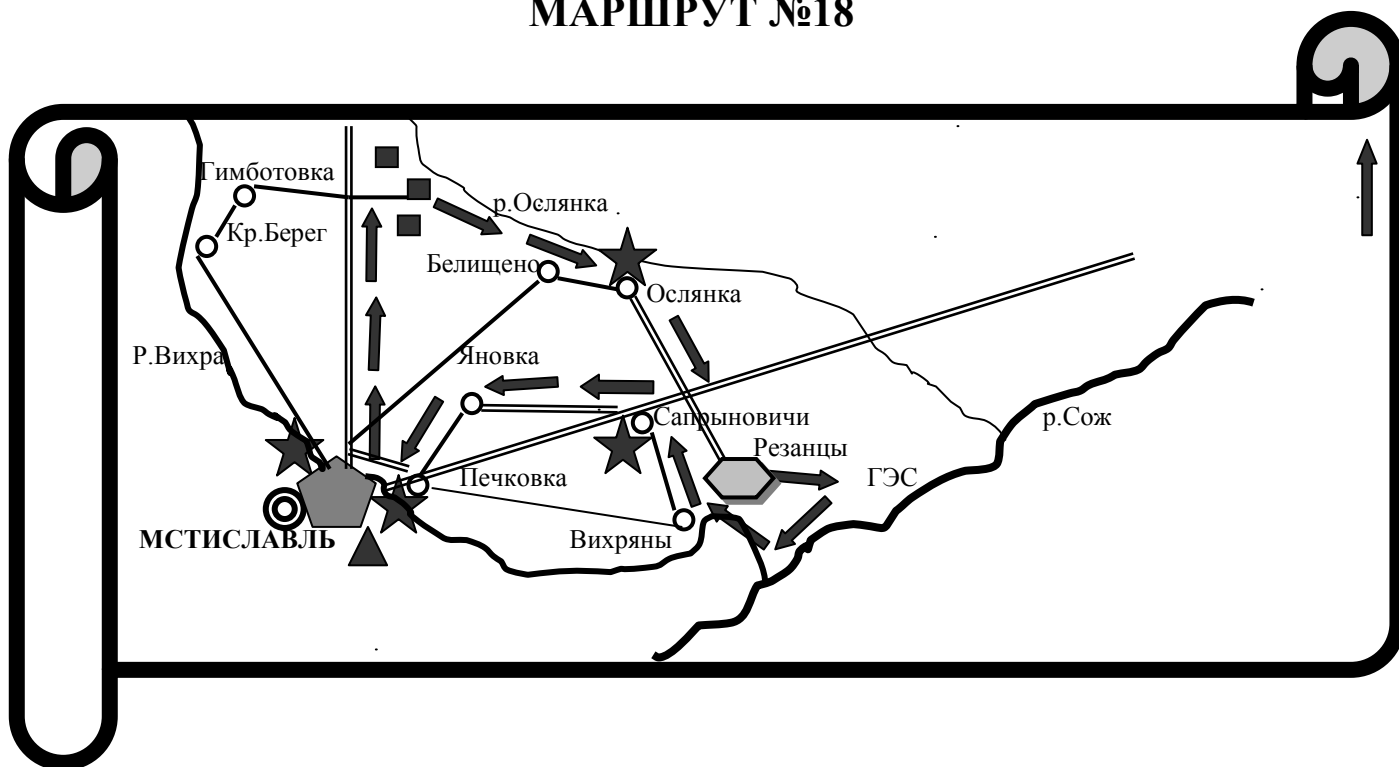 МАРШРУТ №18
Гимботовка
р.Ослянка
Кр.Берег
Белищено
Ослянка
Р.Вихра
Яновка
Сапрыновичи
р.Сож
Резанцы
Печковка
ГЭС
МСТИСЛАВЛЬ
Вихряны